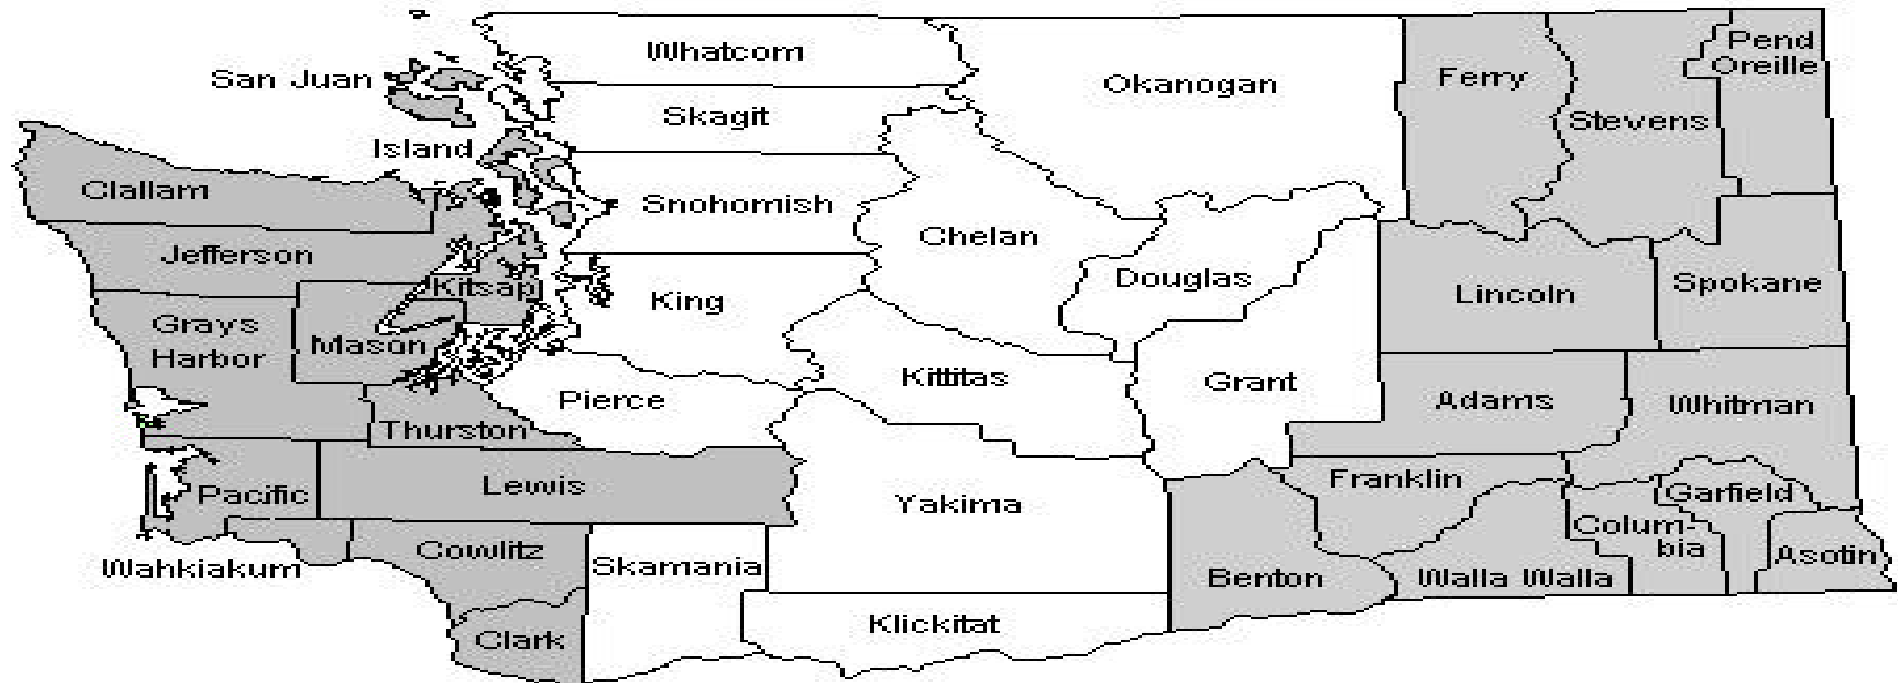 Whatcom
San Juan
Okanogan
Ferry
Pend
Oreille
Skagit
Stevens
Island
Clallam
Snohomish
Chelan
Jefferson
Douglas
Kitsap
King
Lincoln
Spokane
Grays
Harbor
Mason
Kittitas
Grant
Pierce
Adams
Whitman
Thurston
Lewis
Pacific
Yakima
Franklin
Garfield
Colum-
bia
Cowlitz
Wahkiakum
Skamania
Benton
Walla Walla
Asotin
Clark
Klickitat